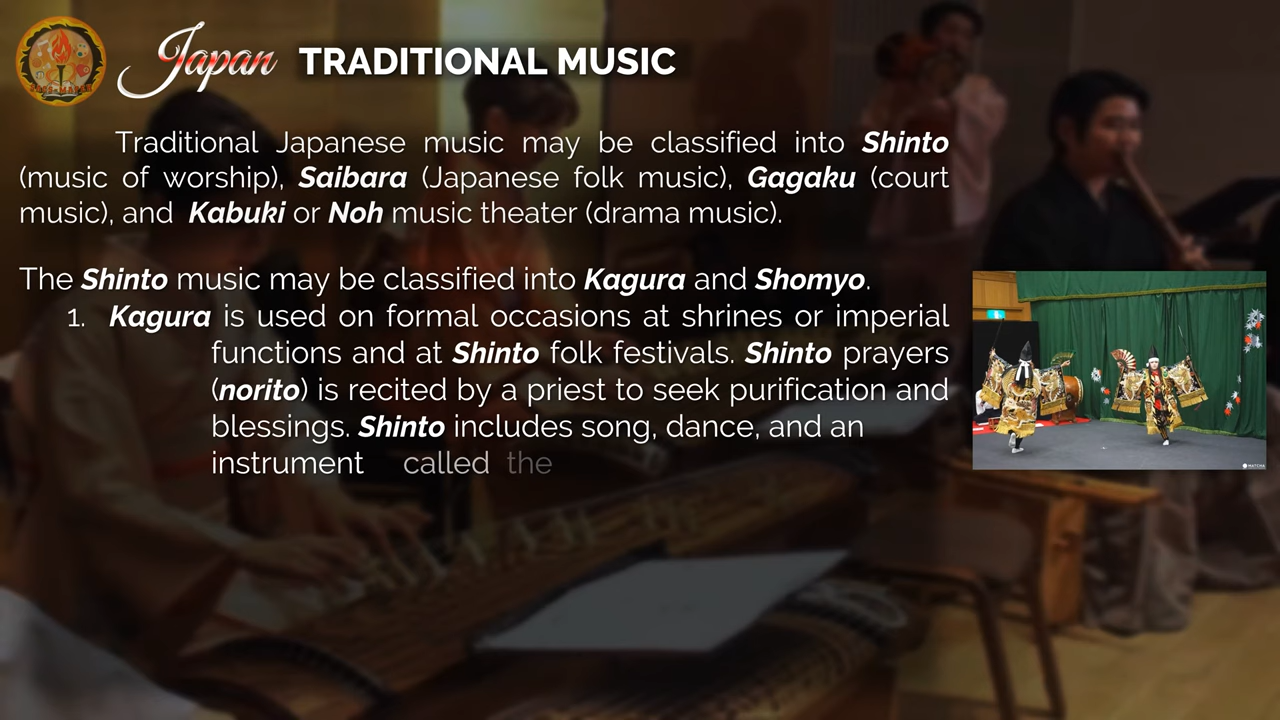 Japan TRADITIONAL MUSIC
Traditional Japanese music may be classified into Shinto
(music of worship), Saibara (Japanese folk music), Gagaku (court
music), and Kabuki or Noh music theater (drama music).
The Shinto music may be classified into Kagura and Shomyo.
1. Kagura is used on formal occasions at shrines or imperial
functions and at Shinto folk festivals. Shinto prayers
(norito) is recited by a priest to seek purification and
blessings. Shinto includes song, dance, and an
instrument called the
MATCHA